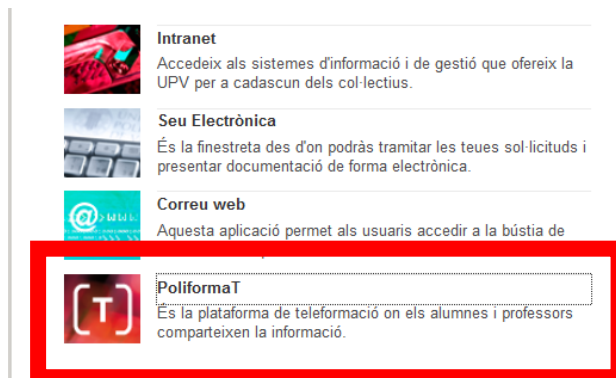 Intranet
Accedeix als sistemes d'informació i de gestió que ofereix la
UPV per a cadascun dels col·lectius.
Seu Electrònica
És la finestreta des d'on podràs tramitar les teues sol·licituds i
presentar documentació de forma electrònica.
@>www.
Correu web
Aquesta aplicació permet als usuaris accedir a la bústia de
[T]
PoliformaT
És la plataforma de teleformació on els alumnes i professors
comparteixen la informació.